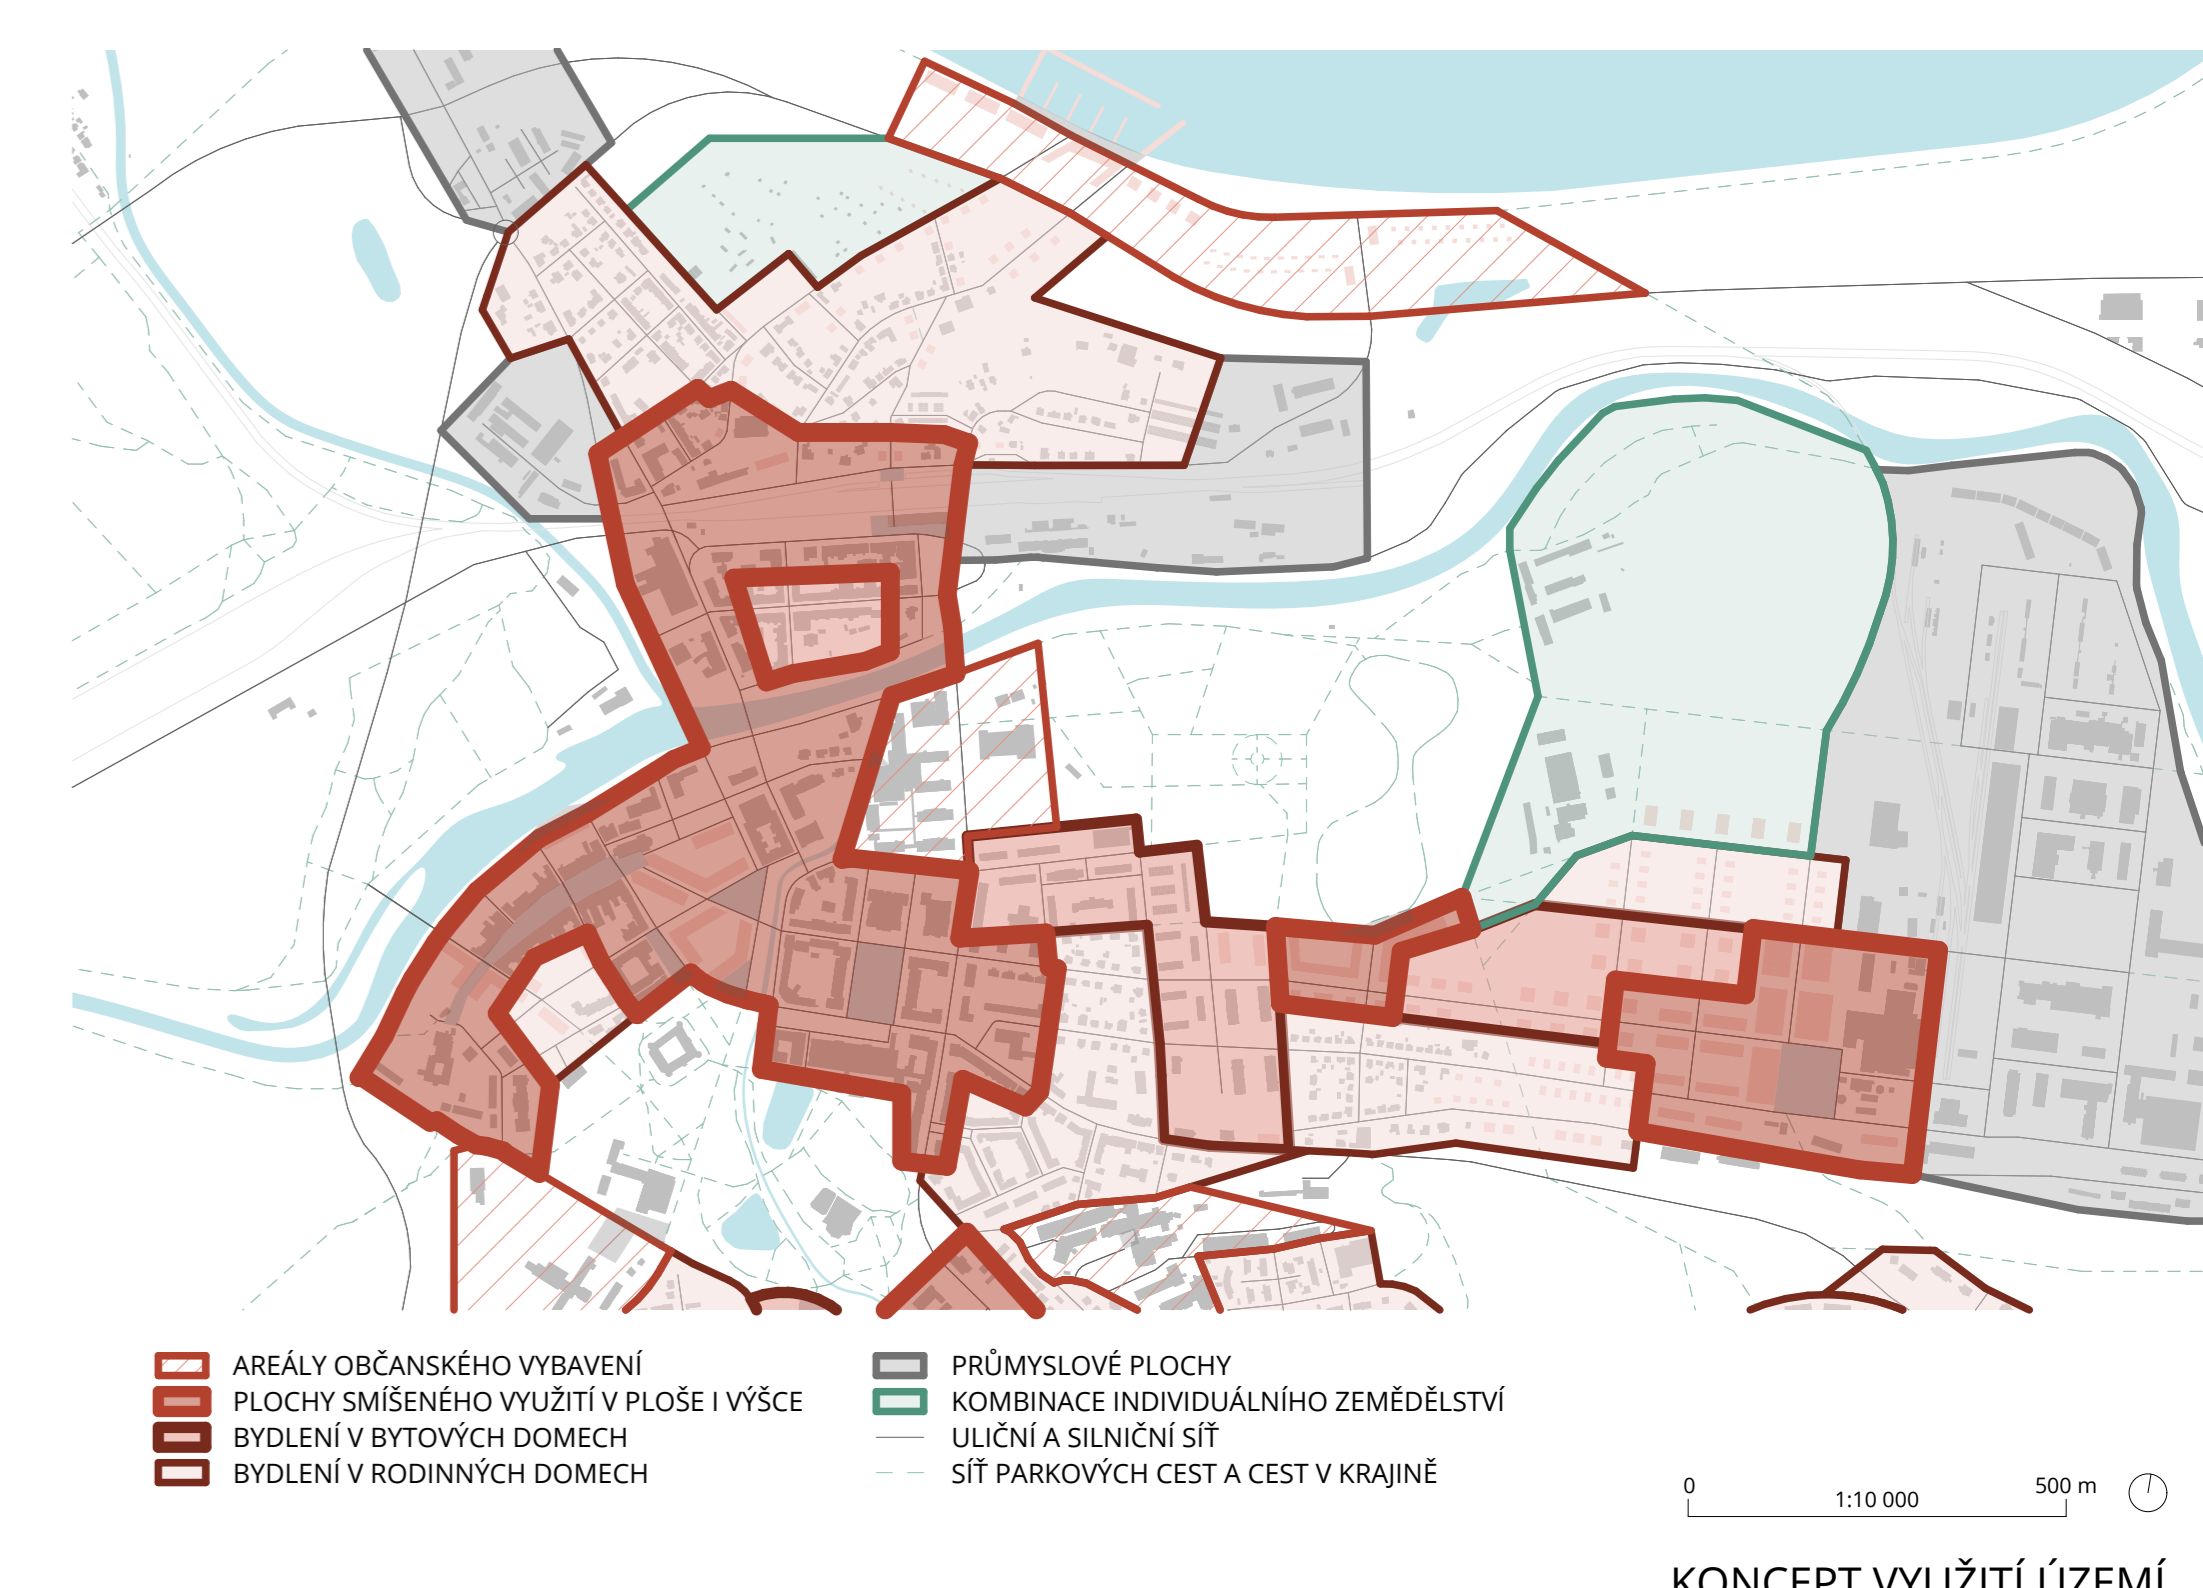 AREÁLY OBČANSKÉHO VYBAVENÍ
PLOCHY SMÍŠENÉHO VYUŽITÍ V PLOŠE I VÝŠCE
BYDLENÍ V BYTOVÝCH DOMECH
BYDLENÍ V RODINNÝCH DOMECH
PRŮMYSLOVÉ PLOCHY
KOMBINACE INDIVIDUÁLNÍHO ZEMĚDĚLSTVÍ
ULIČNÍ A SILNIČNÍ SÍŤ
SÍŤ PARKOVÝCH CEST A CEST V KRAJINĚ
0 500 m
1:10 000
KONCEPT VYUŽITÍ ÚZEMÍ